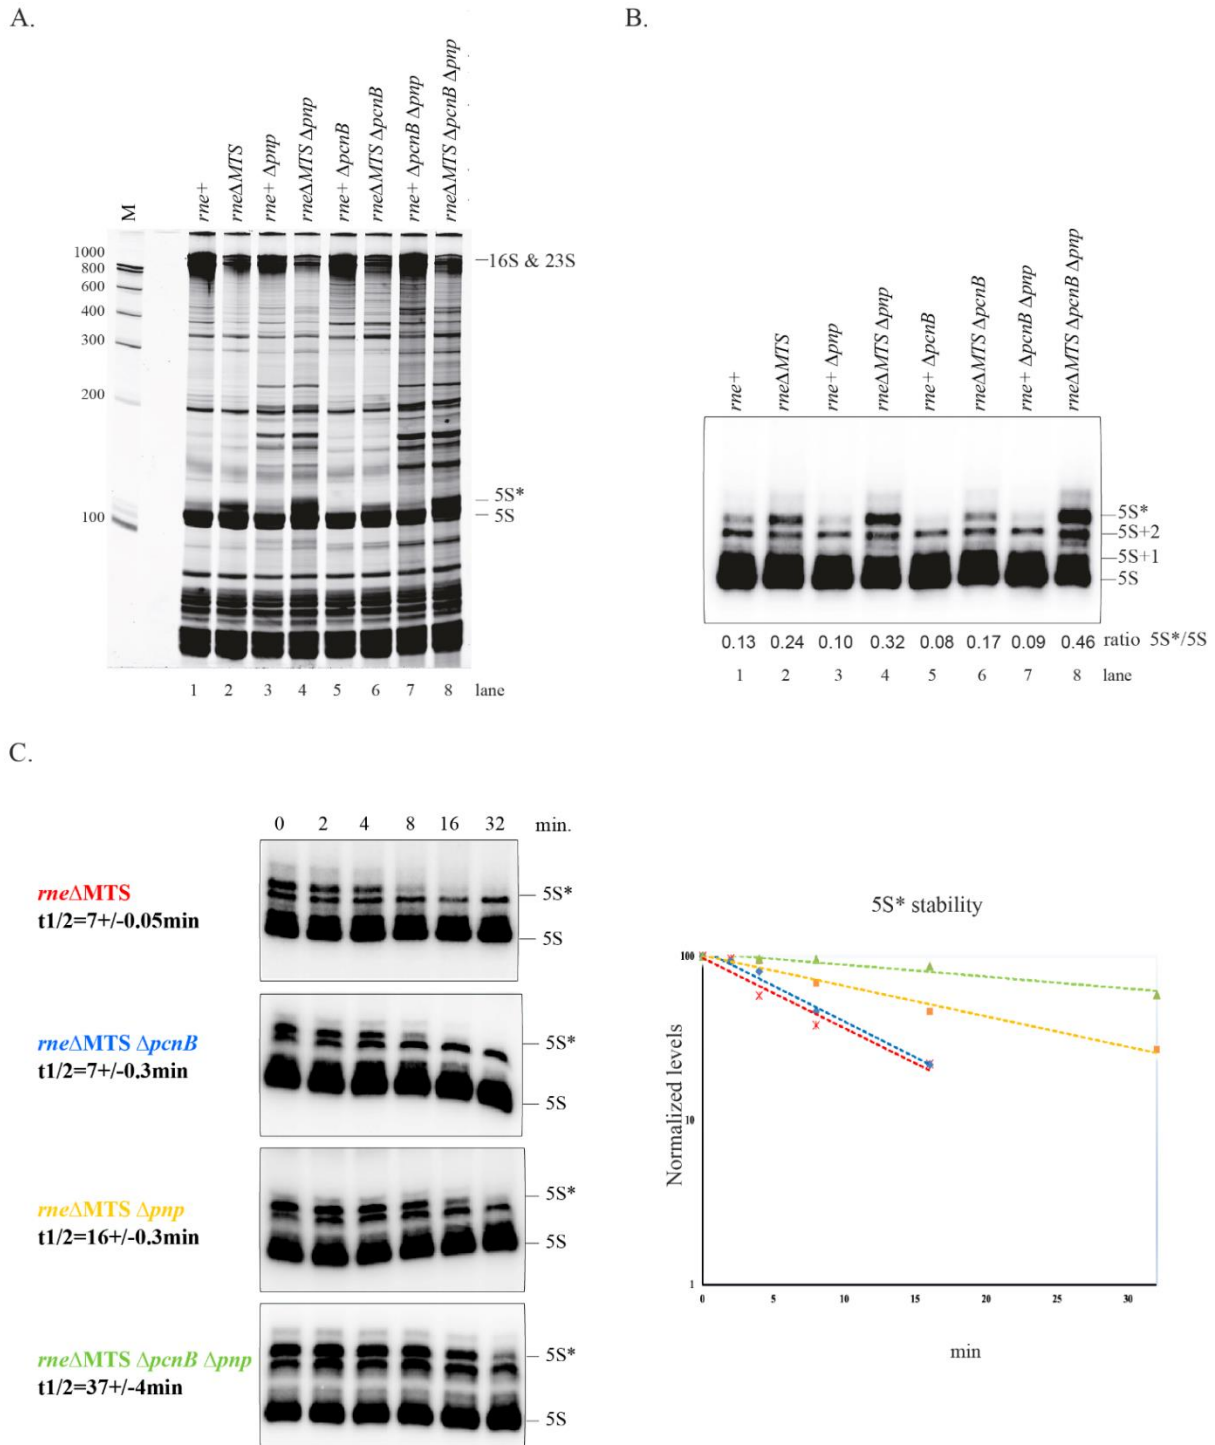 A.
B.
M
rne+
rneΔMTS
rne+ Δpnp
rneΔMTS Δpnp
rne+ ΔpcnB
rneΔMTS ΔpcnB
rne+ ΔpcnB Δpnp
rneΔMTS ΔpcnB Δpnp
1000
800
600
400
300
200
100
16S & 23S
5S*
5S
1 2 3 4 5 6 7 8 lane
rne+
rneΔMTS
rne+ Δpnp
rneΔMTS Δpnp
rne+ ΔpcnB
rneΔMTS ΔpcnB
rne+ ΔpcnB Δpnp
rneΔMTS ΔpcnB Δpnp
5S*
5S+2
5S+1
5S
0.13 0.24 0.10 0.32 0.08 0.17 0.09 0.46 ratio 5S*/5S
1 2 3 4 5 6 7 8 lane
C.
0 2 4 8 16 32 min.
rneΔMTS
t1/2=7+/-0.05min
5S*
5S
rneΔMTS ΔpcnB
t1/2=7+/-0.3min
5S*
5S
rneΔMTS Δpnp
t1/2=16+/-0.3min
5S*
5S
rneΔMTS ΔpcnB Δpnp
t1/2=37+/-4min
5S*
5S
5S* stability
Normalized levels
100
10
1
0 5 10 15 20 25 30
min